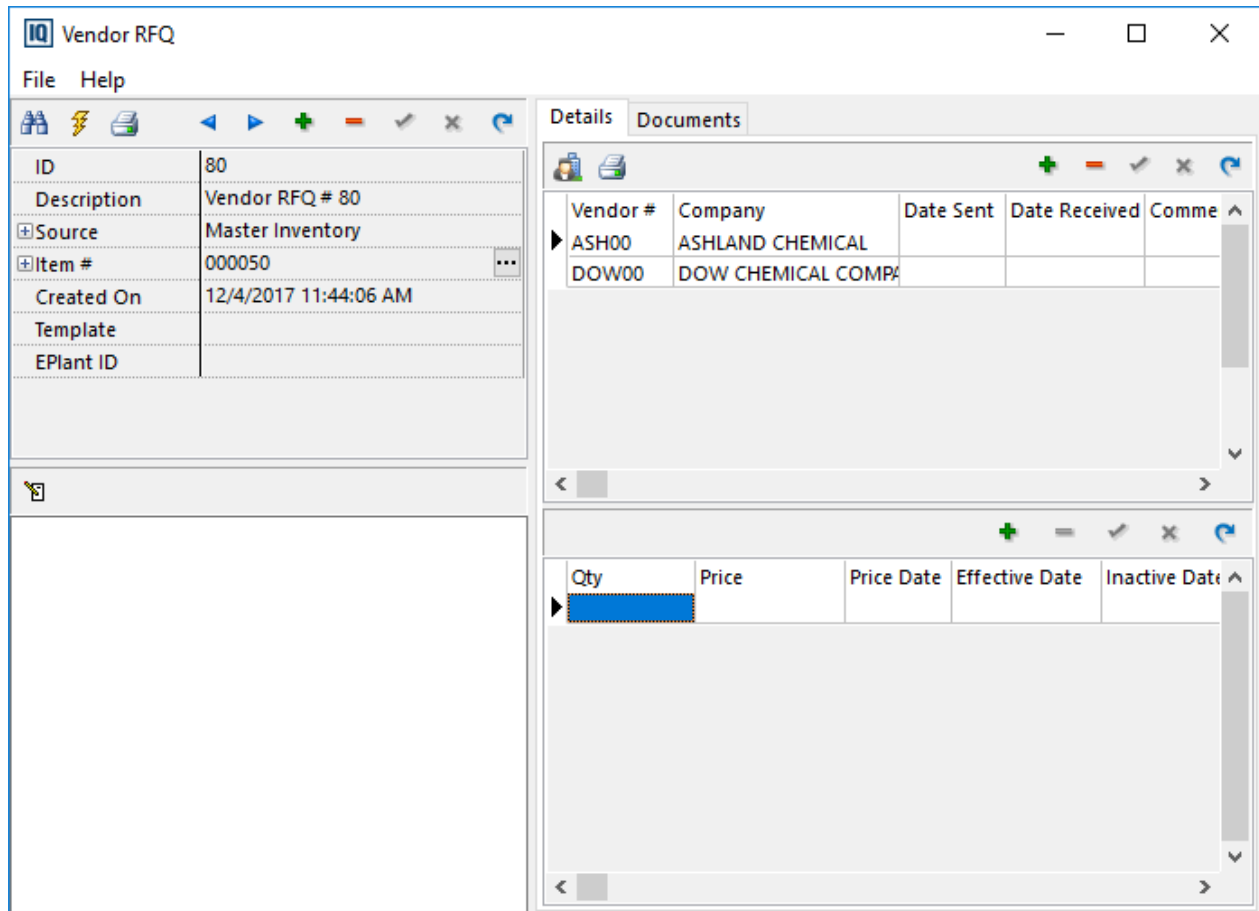 IQ Vendor RFQ
File Help
Details Documents
ID 80
Description Vendor RFQ # 80
Source Master Inventory
Item # 000050 ...
Created On 12/4/2017 11:44:06 AM
Template
EPlant ID
Vendor # Company Date Sent Date Received Comme
ASH00 ASHLAND CHEMICAL
DOW00 DOW CHEMICAL COMPA
Qty Price Price Date Effective Date Inactive Date